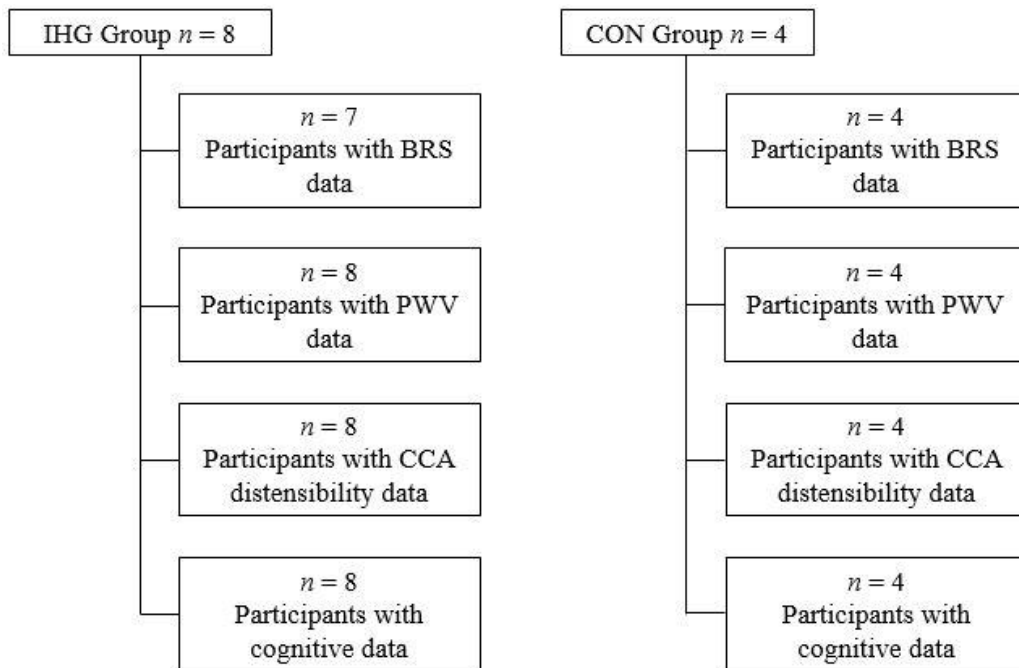 IHG Group n = 8
n = 7
Participants with BRS
data
n = 8
Participants with PWV
data
n = 8
Participants with CCA
distensibility data
n = 8
Participants with
cognitive data
CON Group n = 4
n = 4
Participants with BRS
data
n = 4
Participants with PWV
data
n = 4
Participants with CCA
distensibility data
n = 4
Participants with
cognitive data